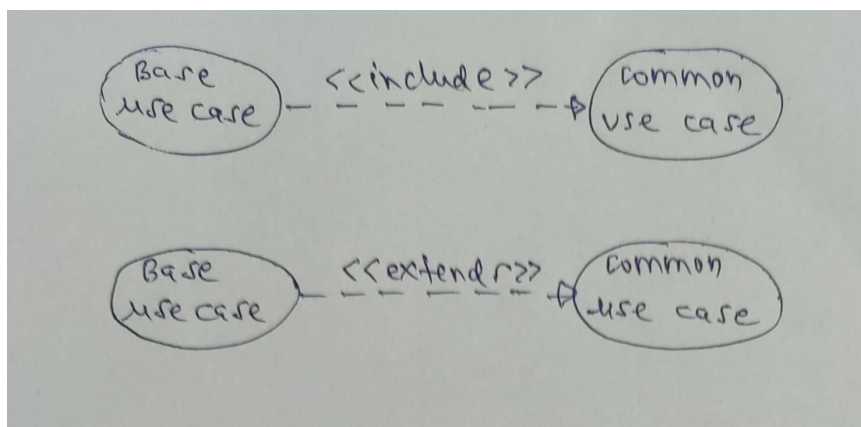 Base
use case
<<include>>
common
use case
Base
use case
<<extends>>
common
use case